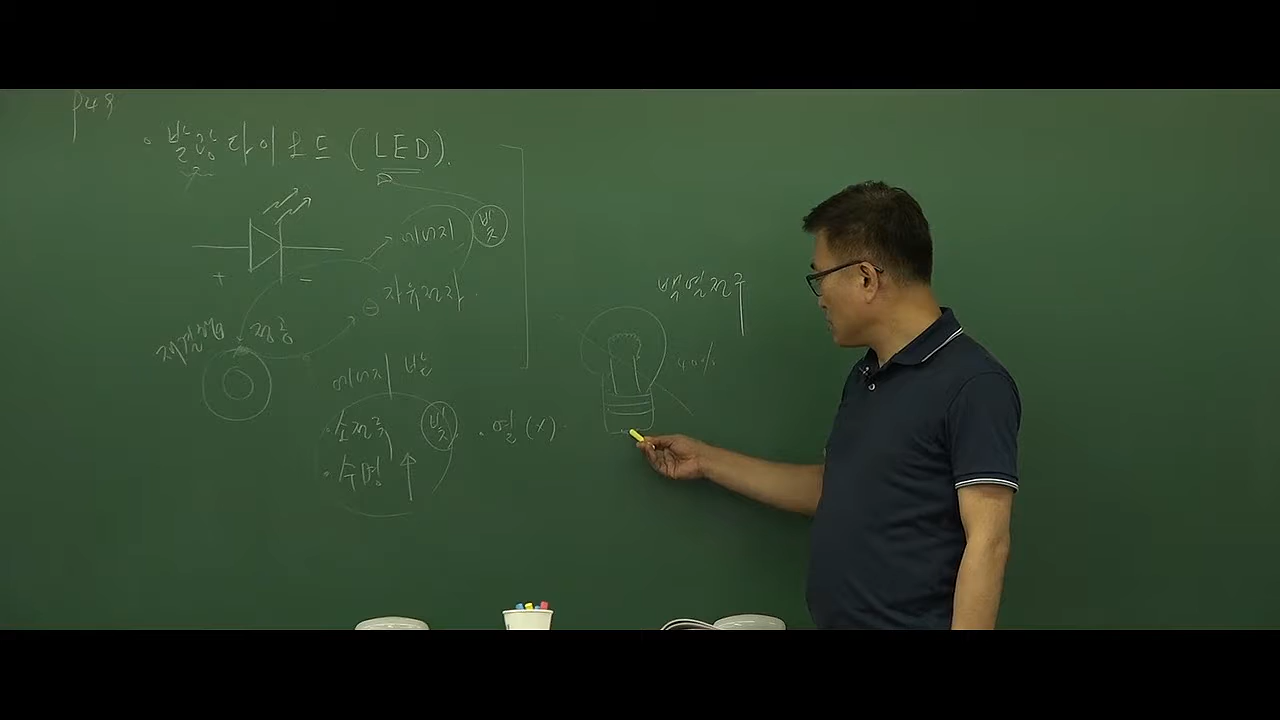 P48
• 발광다이오드 (LED).
에너지 빛
+ −
⊖ 자유전자
재결합 정공
에너지 반
• 소전력 빛 • 열 (X)
• 수명 ↑
백열전구
40%